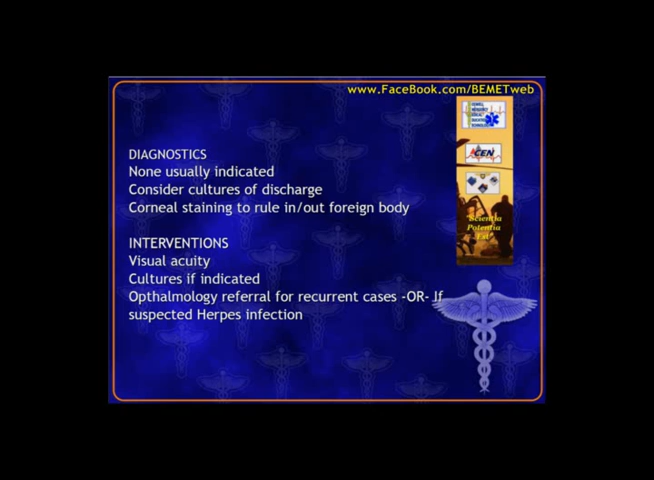 www.FaceBook.com/BEMETweb
DIAGNOSTICS
None usually indicated
Consider cultures of discharge
Corneal staining to rule in/out foreign body
INTERVENTIONS
Visual acuity
Cultures if indicated
Opthalmology referral for recurrent cases -OR- If
suspected Herpes infection
CEN
"Scientia
Potentia
Est"